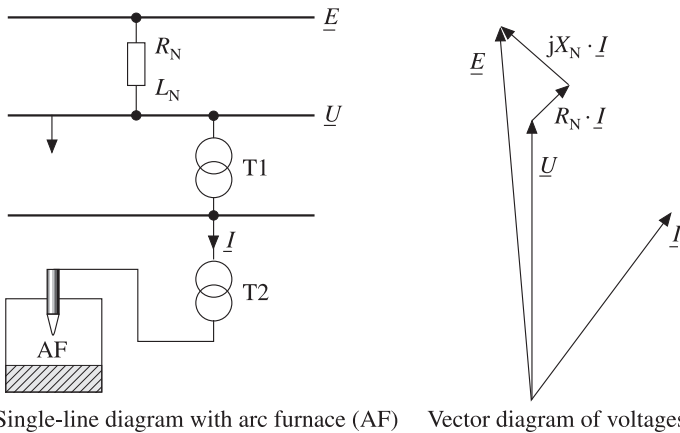 E
R_N
L_N
U
T1
I
T2
AF
E
jX_N · I
R_N · I
U
I
Single-line diagram with arc furnace (AF)
Vector diagram of voltages